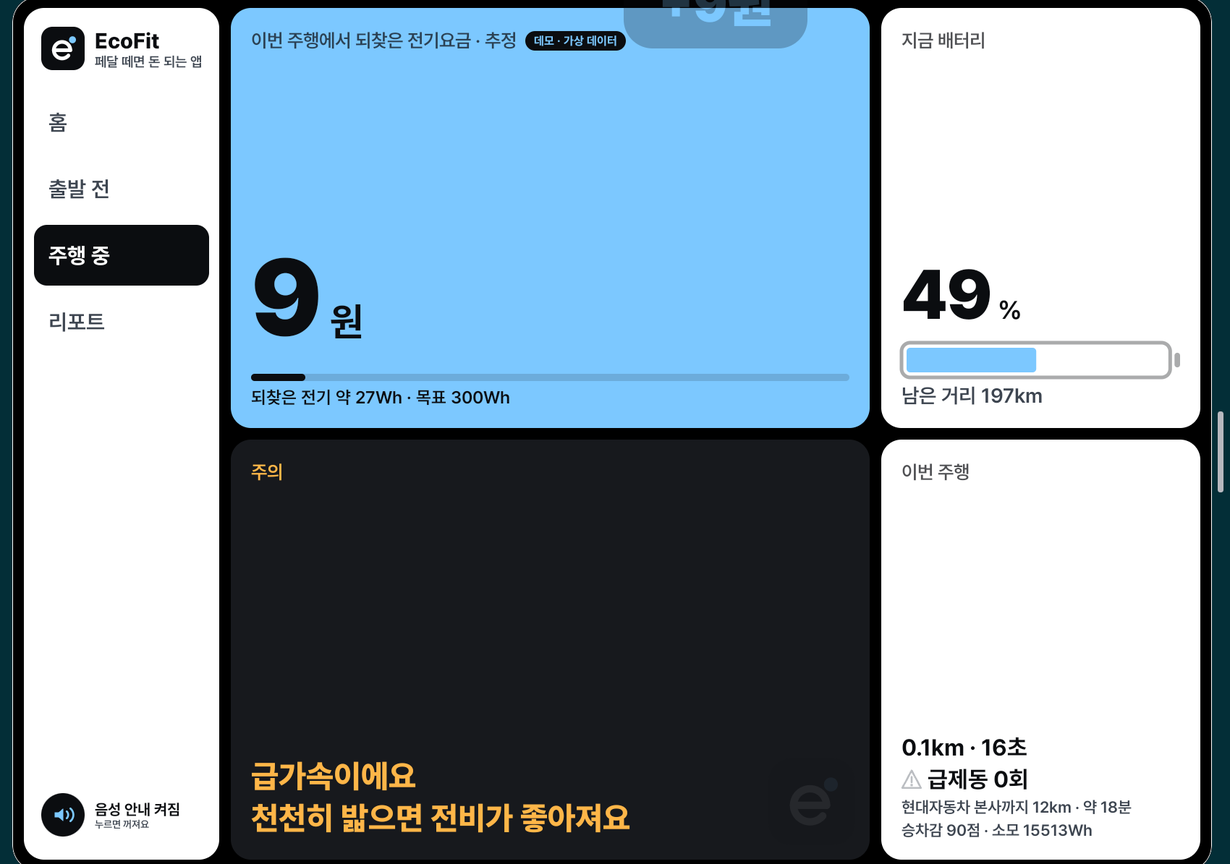 EcoFit
페달 떼면 돈 되는 앱
홈
출발 전
주행 중
리포트
음성 안내 켜짐
누르면 꺼져요
이번 주행에서 되찾은 전기요금 · 추정
데모 · 가상 데이터
+9원
9 원
되찾은 전기 약 27Wh · 목표 300Wh
지금 배터리
49 %
남은 거리 197km
주의
급가속이에요
천천히 밟으면 전비가 좋아져요
이번 주행
0.1km · 16초
급제동 0회
현대자동차 본사까지 12km · 약 18분
승차감 90점 · 소모 15513Wh